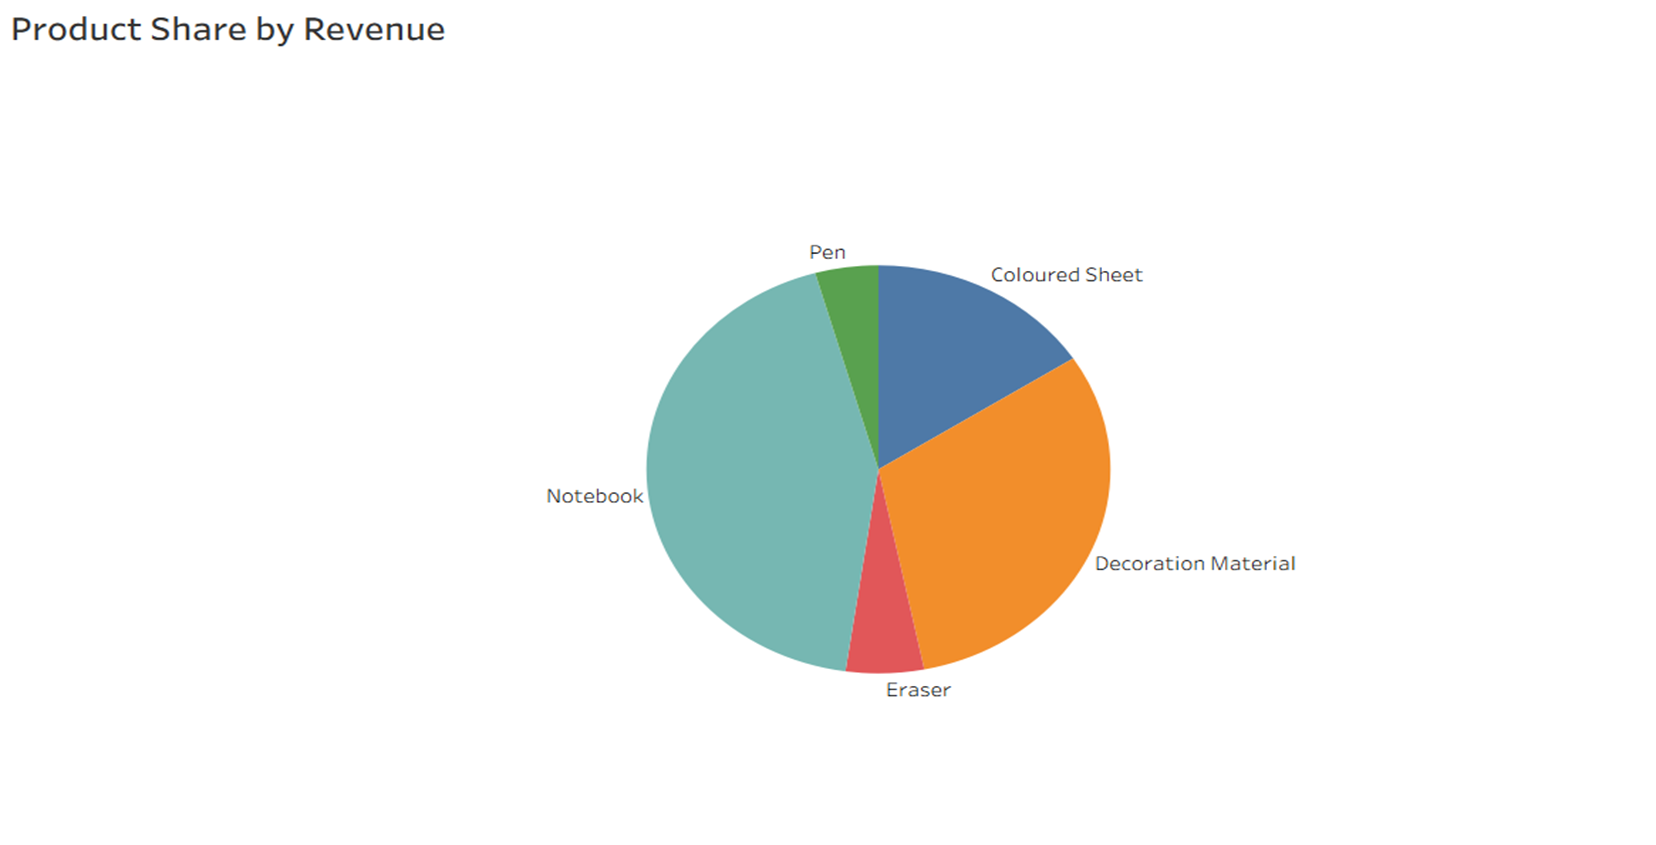 Product Share by Revenue
Pen
Coloured Sheet
Notebook
Decoration Material
Eraser